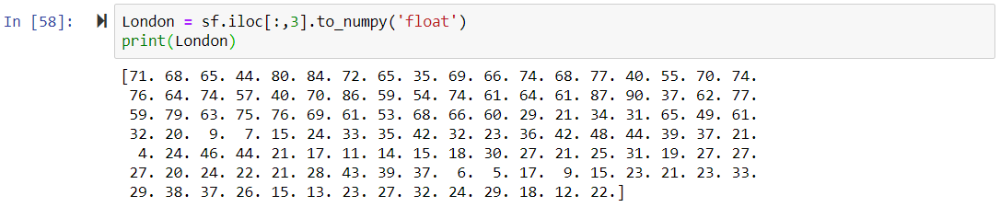 In [58]: London = sf.iloc[:,3].to_numpy('float')
print(London)
[71. 68. 65. 44. 80. 84. 72. 65. 35. 69. 66. 74. 68. 77. 40. 55. 70. 74.
76. 64. 74. 57. 40. 70. 86. 59. 54. 74. 61. 64. 61. 87. 90. 37. 62. 77.
59. 79. 63. 75. 76. 69. 61. 53. 68. 66. 60. 29. 21. 34. 31. 65. 49. 61.
32. 20. 9. 7. 15. 24. 33. 35. 42. 32. 23. 36. 42. 48. 44. 39. 37. 21.
4. 24. 46. 44. 21. 17. 11. 14. 15. 18. 30. 27. 21. 25. 31. 19. 27. 27.
27. 20. 24. 22. 21. 28. 43. 39. 37. 6. 5. 17. 9. 15. 23. 21. 23. 33.
29. 38. 37. 26. 15. 13. 23. 27. 32. 24. 29. 18. 12. 22.]